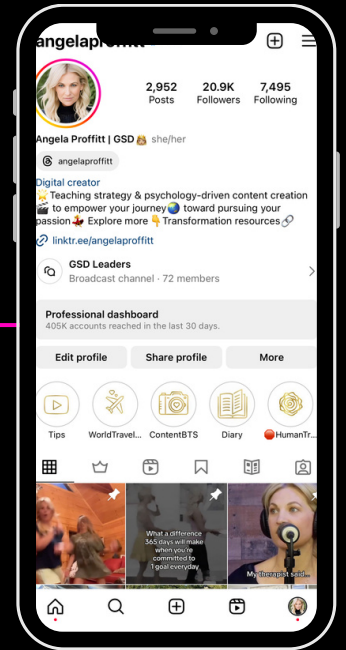 angelaproffitt
2,952 20.9K 7,495
Posts Followers Following
Angela Proffitt | GSD👸🏼 she/her
angelaproffitt
Digital creator
🌟Teaching strategy & psychology-driven content creation
🎬 to empower your journey🌏 toward pursuing your
passion💃 Explore more 👇Transformation resources🔗
linktr.ee/angelaproffitt
GSD Leaders
Broadcast channel · 72 members
Professional dashboard
405K accounts reached in the last 30 days.
Edit profile Share profile More
Tips WorldTravel... ContentBTS Diary 🔴HumanTr...
What a difference
365 days will make
when you're
committed to
1 goal everyday
My therapist said...